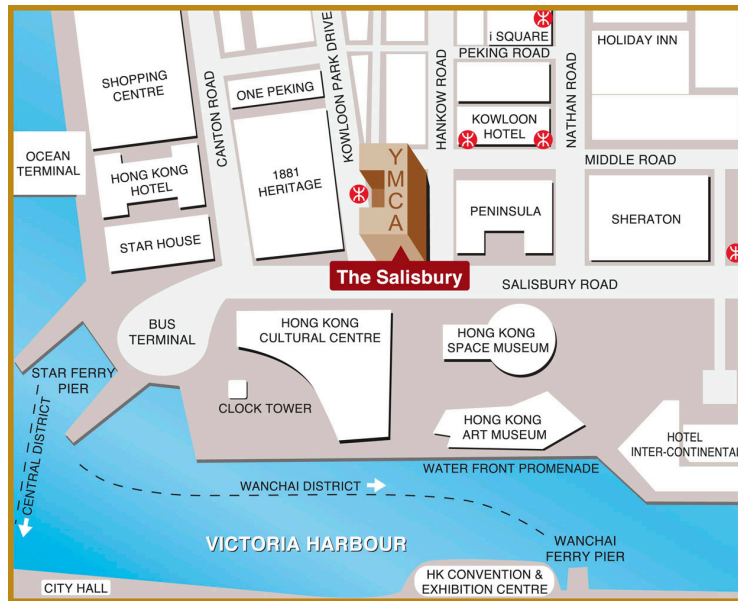 i SQUARE
PEKING ROAD
HOLIDAY INN
SHOPPING
CENTRE
CANTON ROAD
KOWLOON PARK DRIVE
HANKOW ROAD
NATHAN ROAD
ONE PEKING
KOWLOON
HOTEL
OCEAN
TERMINAL
HONG KONG
HOTEL
1881
HERITAGE
YMCA
MIDDLE ROAD
STAR HOUSE
PENINSULA
SHERATON
The Salisbury
SALISBURY ROAD
BUS
TERMINAL
HONG KONG
CULTURAL CENTRE
HONG KONG
SPACE MUSEUM
STAR FERRY
PIER
CLOCK TOWER
HONG KONG
ART MUSEUM
HOTEL
INTER-CONTINENTAL
CENTRAL DISTRICT
WATER FRONT PROMENADE
WANCHAI DISTRICT
VICTORIA HARBOUR
WANCHAI
FERRY PIER
CITY HALL
HK CONVENTION &
EXHIBITION CENTRE